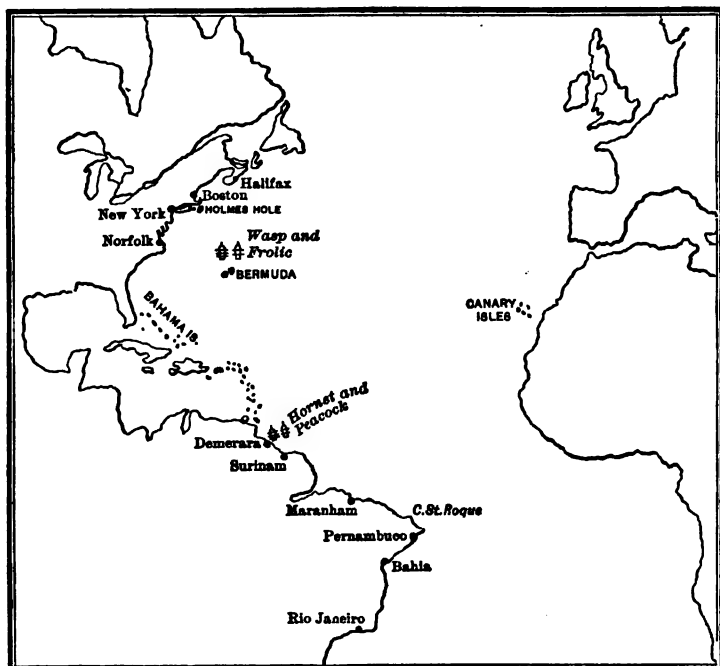 Halifax
Boston
New York
HOLMES HOLE
Norfolk
Wasp and
Frolic
BERMUDA
BAHAMA IS.
CANARY
ISLES
Hornet and
Peacock
Demerara
Surinam
Maranham
C.St.Roque
Pernambuco
Bahia
Rio Janeiro